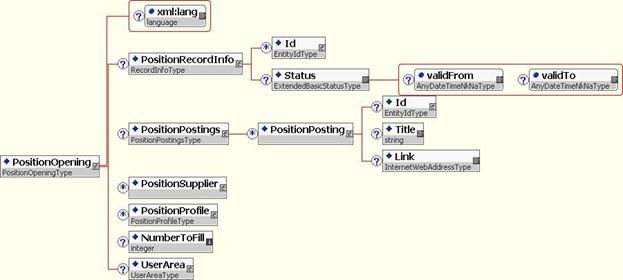 xml:lang
language
PositionRecordInfo
RecordInfoType
Id
EntityIdType
Status
ExtendedBasicStatusType
validFrom
AnyDateTimeNkNaType
validTo
AnyDateTimeNkNaType
PositionOpening
PositionOpeningType
PositionPostings
PositionPostingsType
PositionPosting
Id
EntityIdType
Title
string
Link
InternetWebAddressType
PositionSupplier
PositionProfile
PositionProfileType
NumberToFill
integer
UserArea
UserAreaType